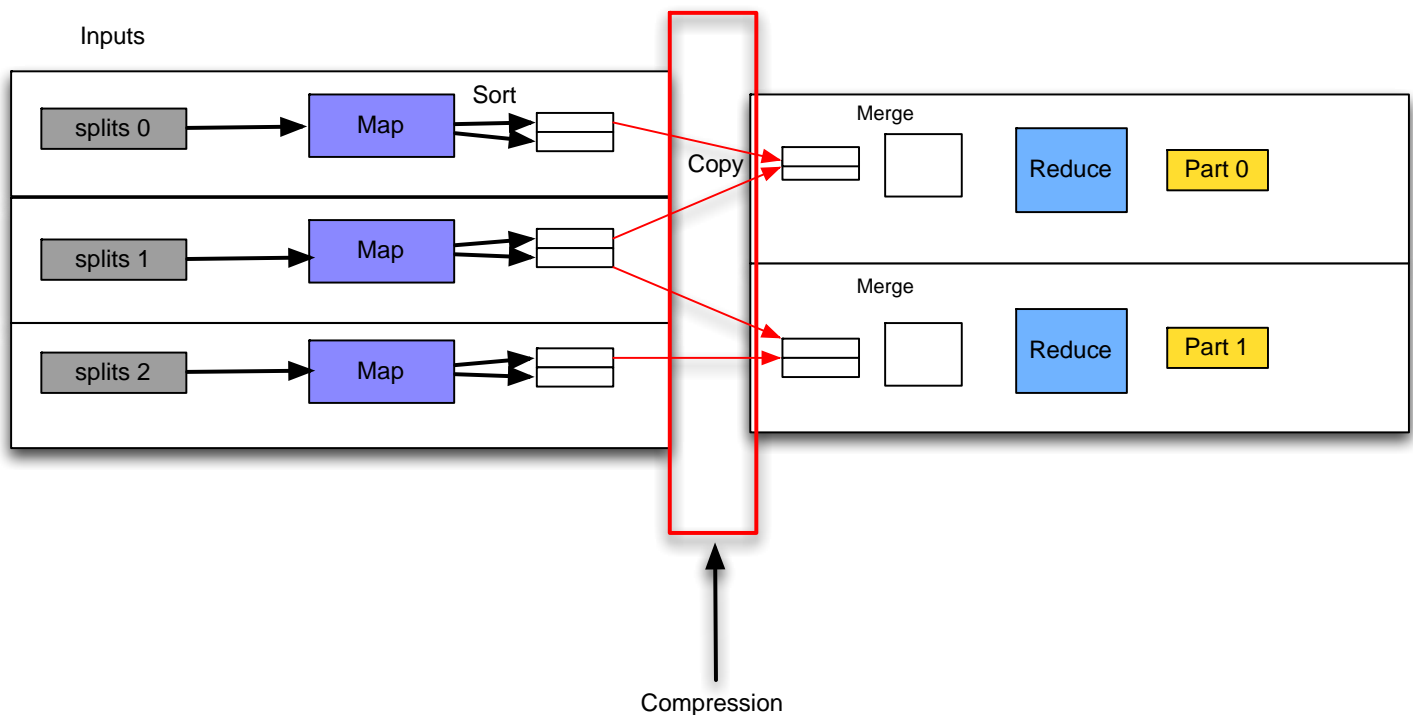 Inputs
splits 0
Map
Sort
Copy
Merge
Reduce
Part 0
splits 1
Map
Merge
Reduce
Part 1
splits 2
Map
Compression